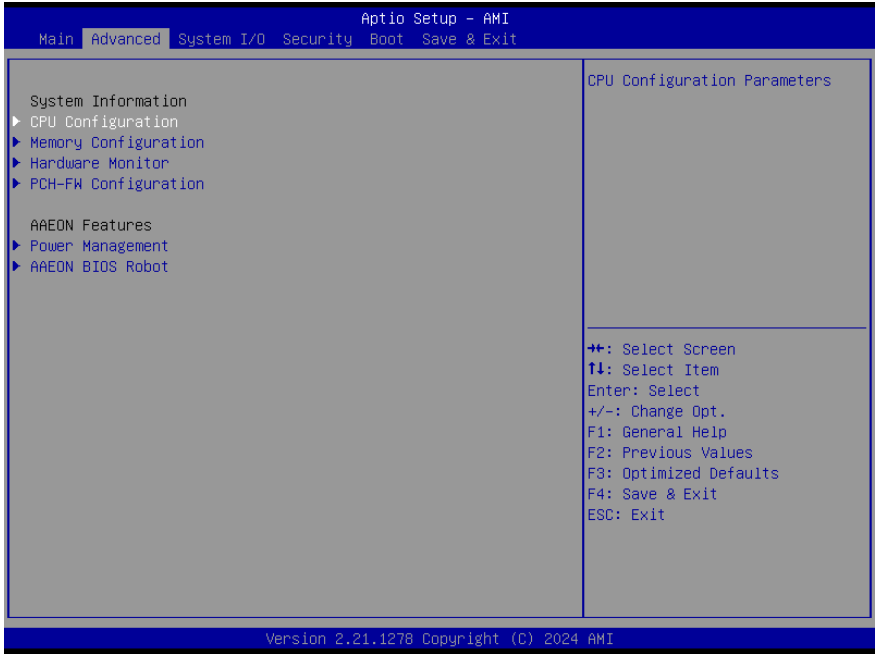 Aptio Setup – AMI
Main Advanced System I/O Security Boot Save & Exit
CPU Configuration Parameters
System Information
▶ CPU Configuration
▶ Memory Configuration
▶ Hardware Monitor
▶ PCH–FW Configuration
AAEON Features
▶ Power Management
▶ AAEON BIOS Robot
→←: Select Screen
↑↓: Select Item
Enter: Select
+/–: Change Opt.
F1: General Help
F2: Previous Values
F3: Optimized Defaults
F4: Save & Exit
ESC: Exit
Version 2.21.1278 Copyright (C) 2024 AMI